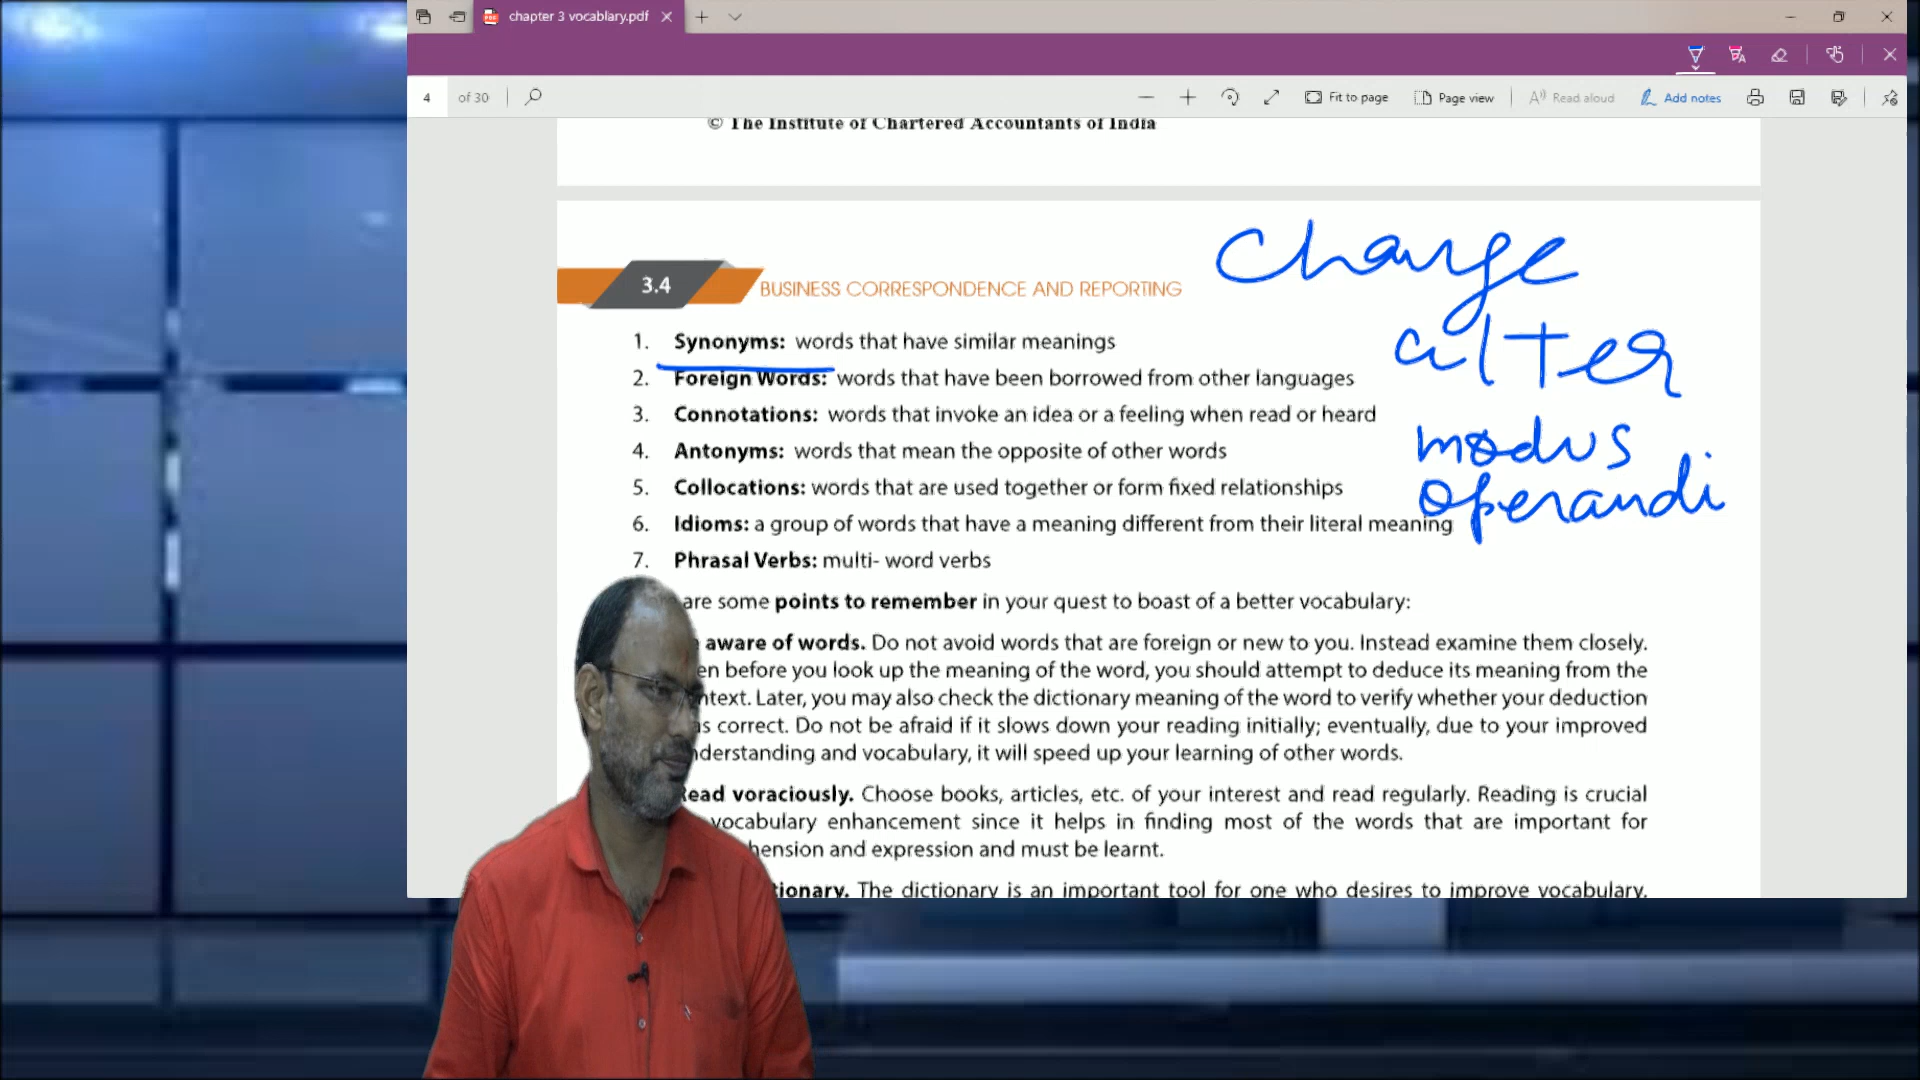 chapter 3 vocablary.pdf
4 of 30
Fit to page
Page view
Read aloud
Add notes
© The Institute of Chartered Accountants of India
3.4 BUSINESS CORRESPONDENCE AND REPORTING
change
alter
modus
operandi
1. Synonyms: words that have similar meanings
2. Foreign Words: words that have been borrowed from other languages
3. Connotations: words that invoke an idea or a feeling when read or heard
4. Antonyms: words that mean the opposite of other words
5. Collocations: words that are used together or form fixed relationships
6. Idioms: a group of words that have a meaning different from their literal meaning
7. Phrasal Verbs: multi- word verbs
are some points to remember in your quest to boast of a better vocabulary:
aware of words. Do not avoid words that are foreign or new to you. Instead examine them closely.
before you look up the meaning of the word, you should attempt to deduce its meaning from the
Later, you may also check the dictionary meaning of the word to verify whether your deduction
correct. Do not be afraid if it slows down your reading initially; eventually, due to your improved
and vocabulary, it will speed up your learning of other words.
Read voraciously. Choose books, articles, etc. of your interest and read regularly. Reading is crucial
vocabulary enhancement since it helps in finding most of the words that are important for
and expression and must be learnt.
The dictionary is an important tool for one who desires to improve vocabulary.